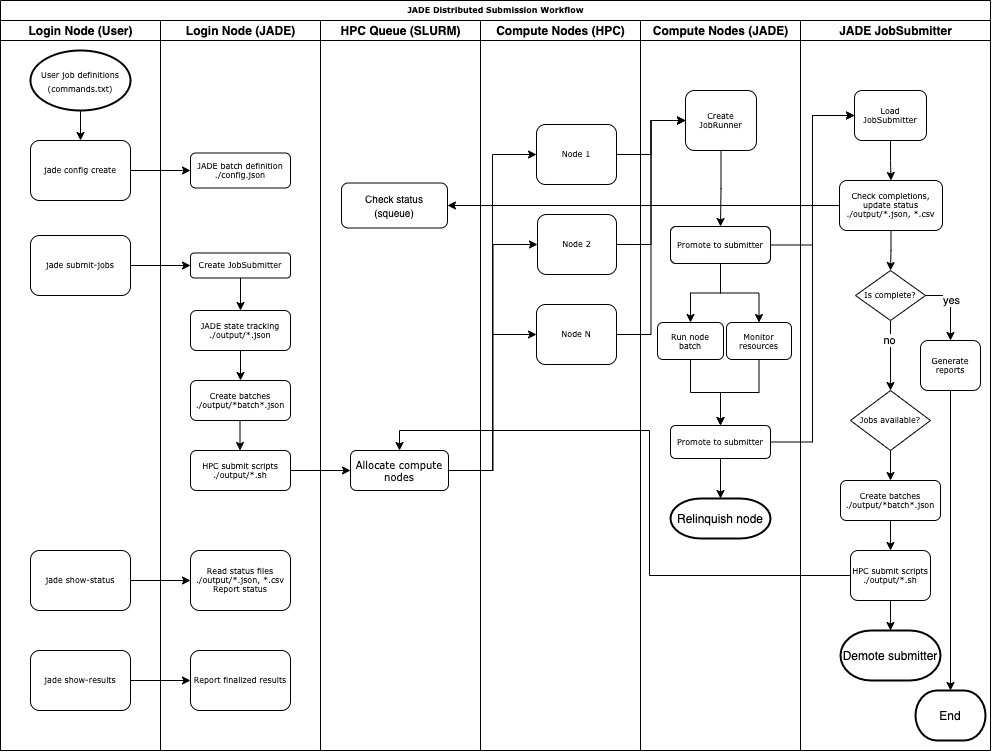 JADE Distributed Submission Workflow
Login Node (User)
Login Node (JADE)
HPC Queue (SLURM)
Compute Nodes (HPC)
Compute Nodes (JADE)
JADE JobSubmitter
User job definitions
(commands.txt)
jade config create
jade submit-jobs
jade show-status
jade show-results
JADE batch definition
./config.json
Create JobSubmitter
JADE state tracking
./output/*.json
Create batches
./output/*batch*.json
HPC submit scripts
./output/*.sh
Read status files
./output/*.json, *.csv
Report status
Report finalized results
Check status
(squeue)
Allocate compute
nodes
Node 1
Node 2
Node N
Create
JobRunner
Promote to submitter
Run node
batch
Monitor
resources
Promote to submitter
Relinquish node
Load
JobSubmitter
Check completions,
update status
./output/*.json, *.csv
Is complete?
yes
no
Generate
reports
Jobs available?
Create batches
./output/*batch*.json
HPC submit scripts
./output/*.sh
Demote submitter
End